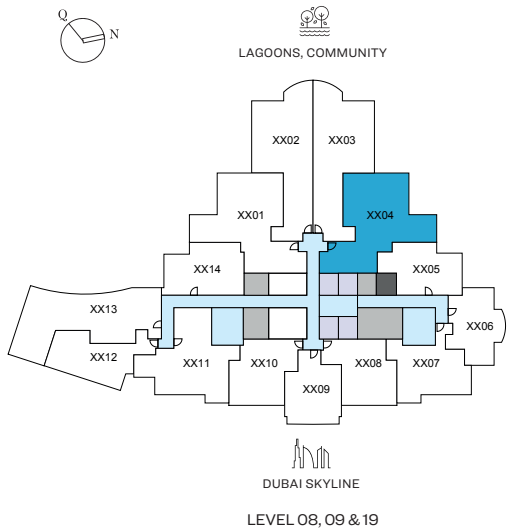 Q
N
LAGOONS, COMMUNITY
XX02 XX03
XX01 XX04
XX14 XX05
XX13 XX06
XX12 XX11 XX10 XX08 XX07
XX09
DUBAI SKYLINE
LEVEL 08, 09 & 19